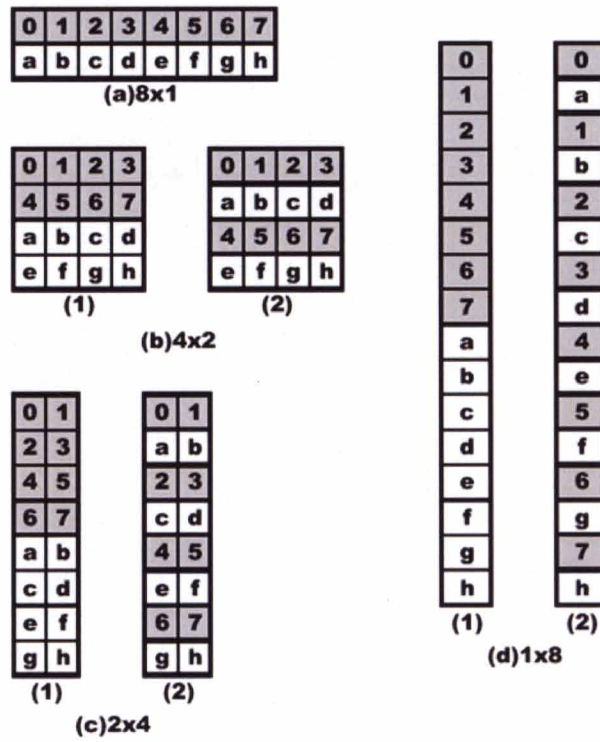 0 1 2 3 4 5 6 7
a b c d e f g h
(a)8x1
0 1 2 3
4 5 6 7
a b c d
e f g h
(1)
0 1 2 3
a b c d
4 5 6 7
e f g h
(2)
(b)4x2
0 1
2 3
4 5
6 7
a b
c d
e f
g h
(1)
0 1
a b
2 3
c d
4 5
e f
6 7
g h
(2)
(c)2x4
0
1
2
3
4
5
6
7
a
b
c
d
e
f
g
h
(1)
0
a
1
b
2
c
3
d
4
e
5
f
6
g
7
h
(2)
(d)1x8